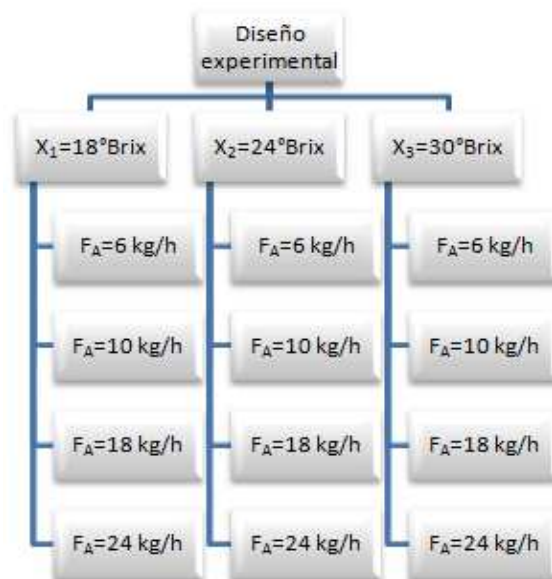 Diseño
experimental
X₁=18°Brix
X₂=24°Brix
X₃=30°Brix
F_A=6 kg/h
F_A=10 kg/h
F_A=18 kg/h
F_A=24 kg/h
F_A=6 kg/h
F_A=10 kg/h
F_A=18 kg/h
F_A=24 kg/h
F_A=6 kg/h
F_A=10 kg/h
F_A=18 kg/h
F_A=24 kg/h